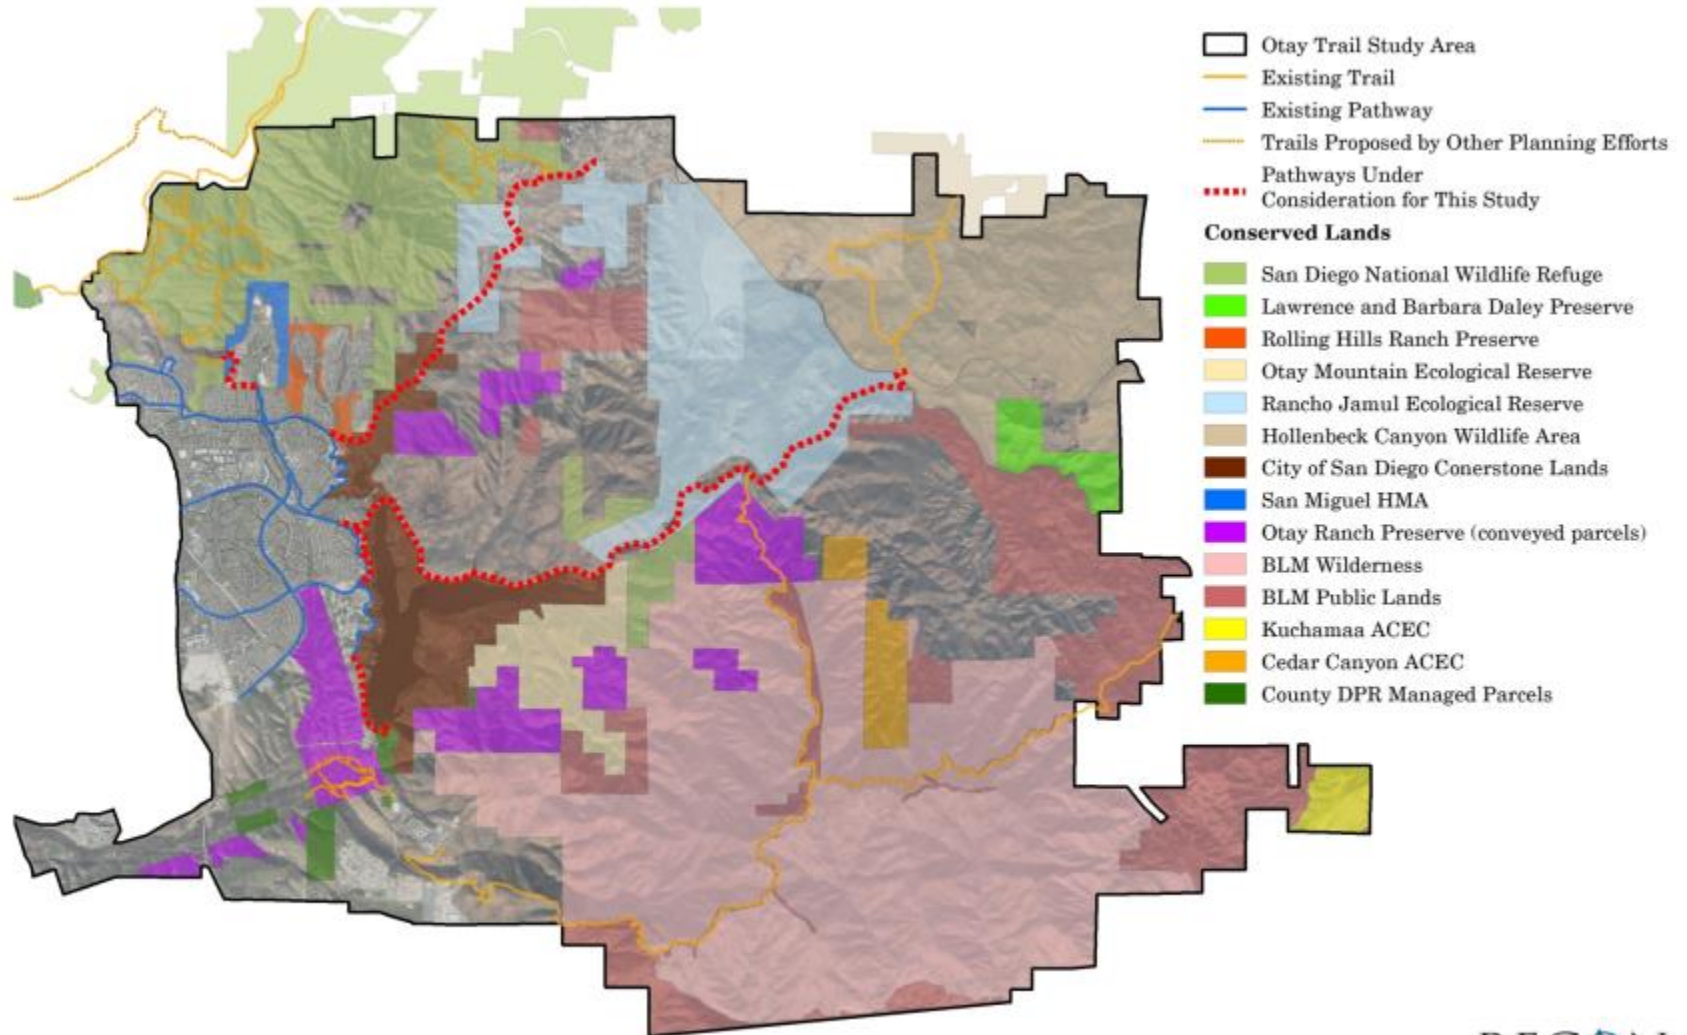 Otay Trail Study Area
Existing Trail
Existing Pathway
Trails Proposed by Other Planning Efforts
Pathways Under
Consideration for This Study
Conserved Lands
San Diego National Wildlife Refuge
Lawrence and Barbara Daley Preserve
Rolling Hills Ranch Preserve
Otay Mountain Ecological Reserve
Rancho Jamul Ecological Reserve
Hollenbeck Canyon Wildlife Area
City of San Diego Conerstone Lands
San Miguel HMA
Otay Ranch Preserve (conveyed parcels)
BLM Wilderness
BLM Public Lands
Kuchamaa ACEC
Cedar Canyon ACEC
County DPR Managed Parcels